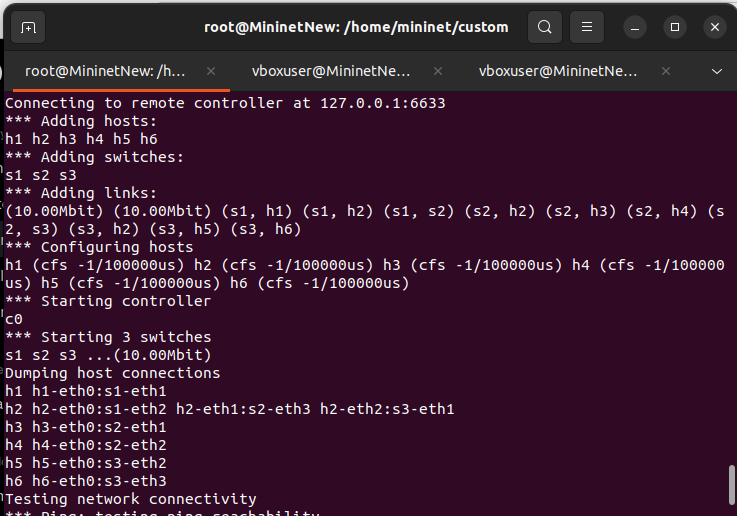 root@MininetNew: /home/mininet/custom
root@MininetNew: /h... × vboxuser@MininetNe... × vboxuser@MininetNe... ×
Connecting to remote controller at 127.0.0.1:6633
*** Adding hosts:
h1 h2 h3 h4 h5 h6
*** Adding switches:
s1 s2 s3
*** Adding links:
(10.00Mbit) (10.00Mbit) (s1, h1) (s1, h2) (s1, s2) (s2, h2) (s2, h3) (s2, h4) (s
2, s3) (s3, h2) (s3, h5) (s3, h6)
*** Configuring hosts
h1 (cfs -1/100000us) h2 (cfs -1/100000us) h3 (cfs -1/100000us) h4 (cfs -1/100000
us) h5 (cfs -1/100000us) h6 (cfs -1/100000us)
*** Starting controller
c0
*** Starting 3 switches
s1 s2 s3 ...(10.00Mbit)
Dumping host connections
h1 h1-eth0:s1-eth1
h2 h2-eth0:s1-eth2 h2-eth1:s2-eth3 h2-eth2:s3-eth1
h3 h3-eth0:s2-eth1
h4 h4-eth0:s2-eth2
h5 h5-eth0:s3-eth2
h6 h6-eth0:s3-eth3
Testing network connectivity
*** Ping: testing ping reachability